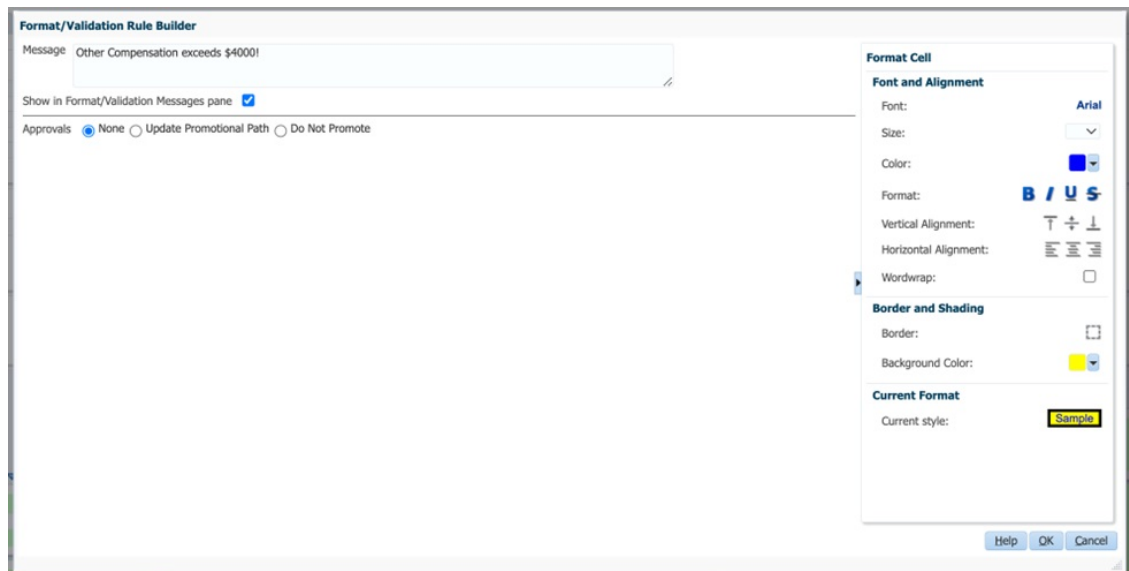 Format/Validation Rule Builder
Message Other Compensation exceeds $4000!
Show in Format/Validation Messages pane
Approvals None Update Promotional Path Do Not Promote
Format Cell
Font and Alignment
Font: Arial
Size:
Color:
Format: B I U S
Vertical Alignment:
Horizontal Alignment:
Wordwrap:
Border and Shading
Border:
Background Color:
Current Format
Current style: Sample
Help OK Cancel